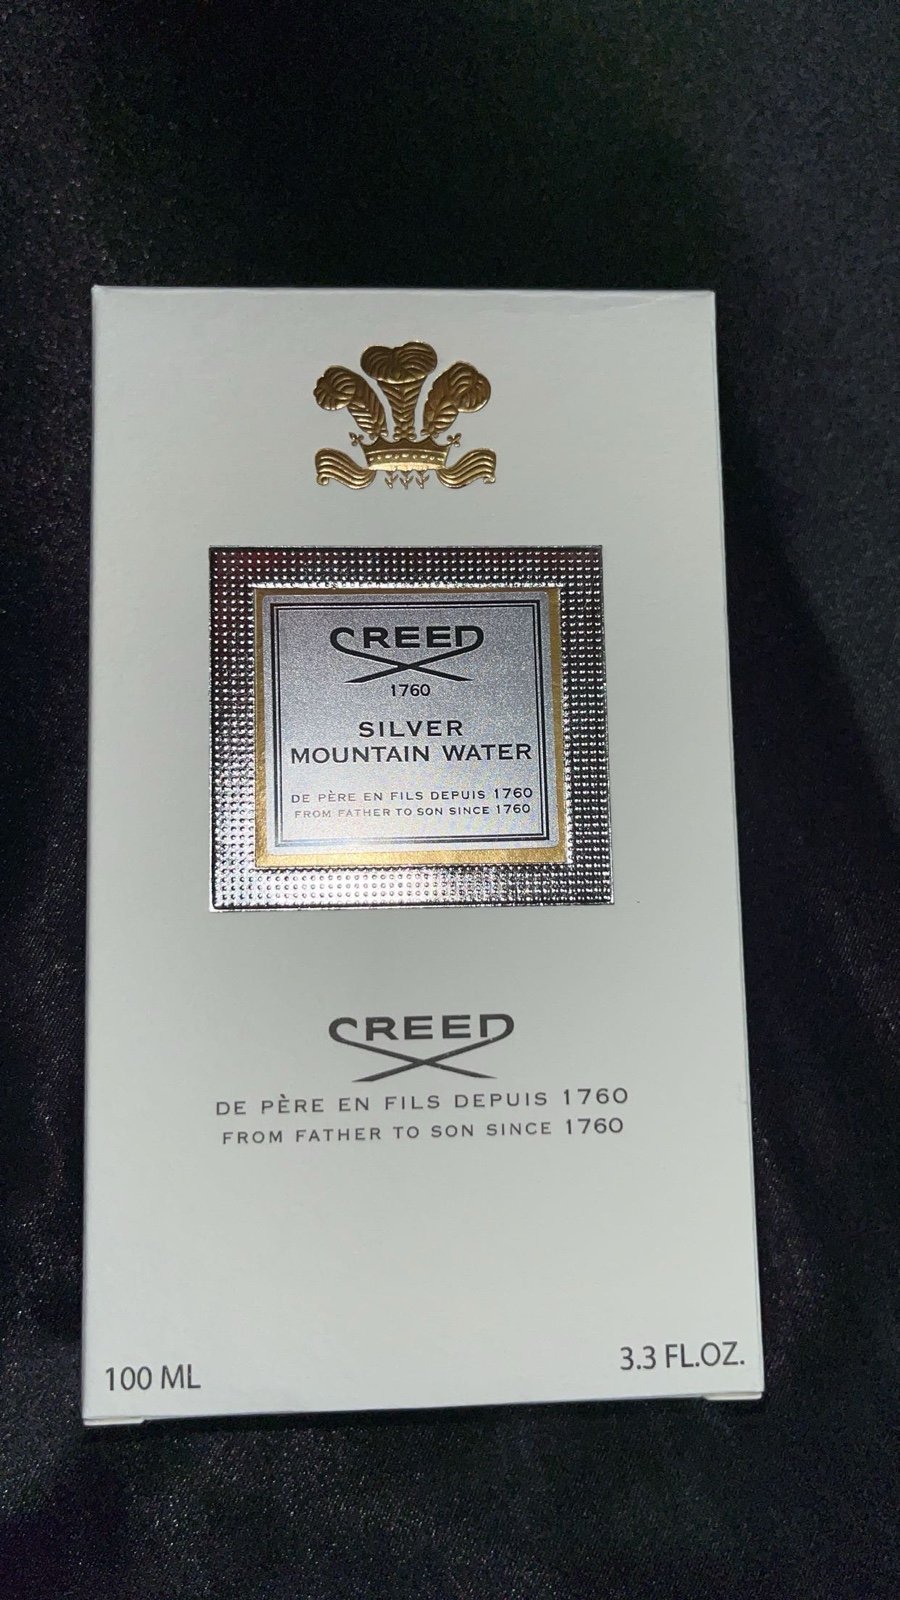 CREED
1760
SILVER
MOUNTAIN WATER
DE PÈRE EN FILS DEPUIS 1760
FROM FATHER TO SON SINCE 1760
CREED
DE PÈRE EN FILS DEPUIS 1760
FROM FATHER TO SON SINCE 1760
100 ML
3.3 FL.OZ.